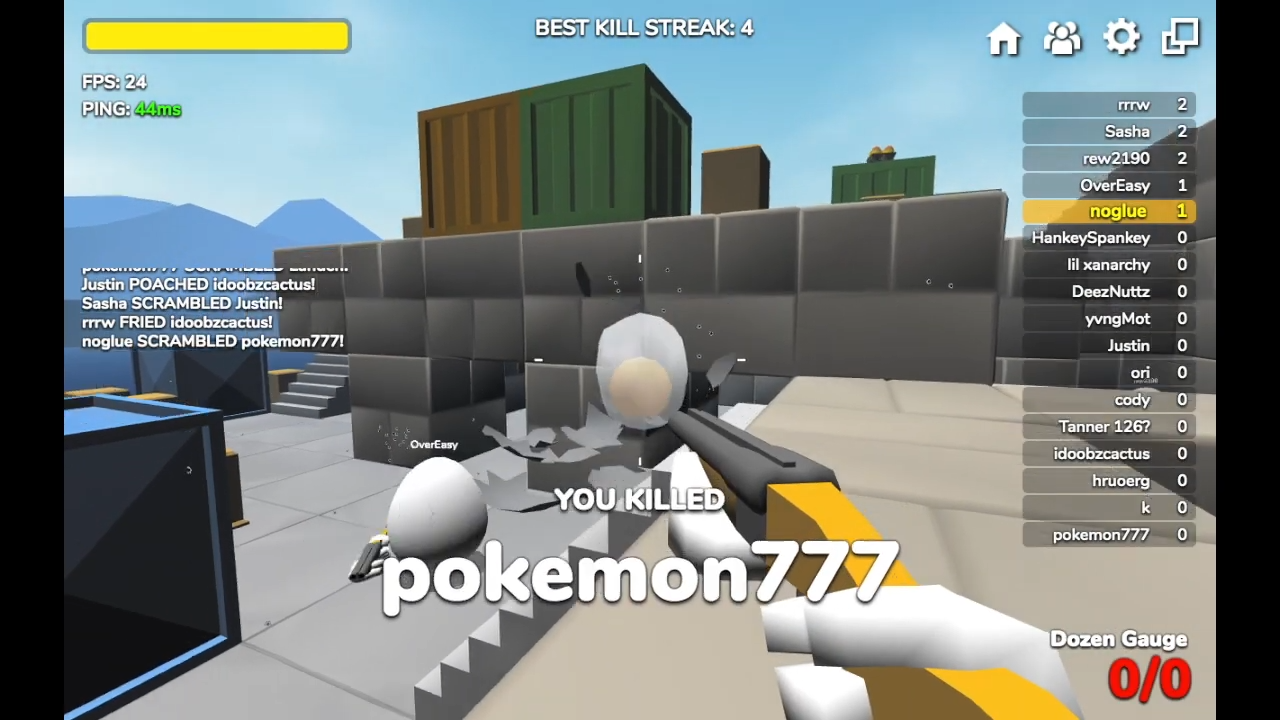 BEST KILL STREAK: 4
FPS: 24
PING: 44ms
rrrw 2
Sasha 2
rew2190 2
OverEasy 1
noglue 1
HankeySpankey 0
lil xanarchy 0
DeezNuttz 0
yvngMot 0
Justin 0
ori 0
cody 0
Tanner 126? 0
idoobzcactus 0
hruoerg 0
k 0
pokemon777 0
pokemon777 SCRAMBLED
Justin POACHED idoobzcactus!
Sasha SCRAMBLED Justin!
rrrw FRIED idoobzcactus!
noglue SCRAMBLED pokemon777!
OverEasy
YOU KILLED
pokemon777
Dozen Gauge
0/0